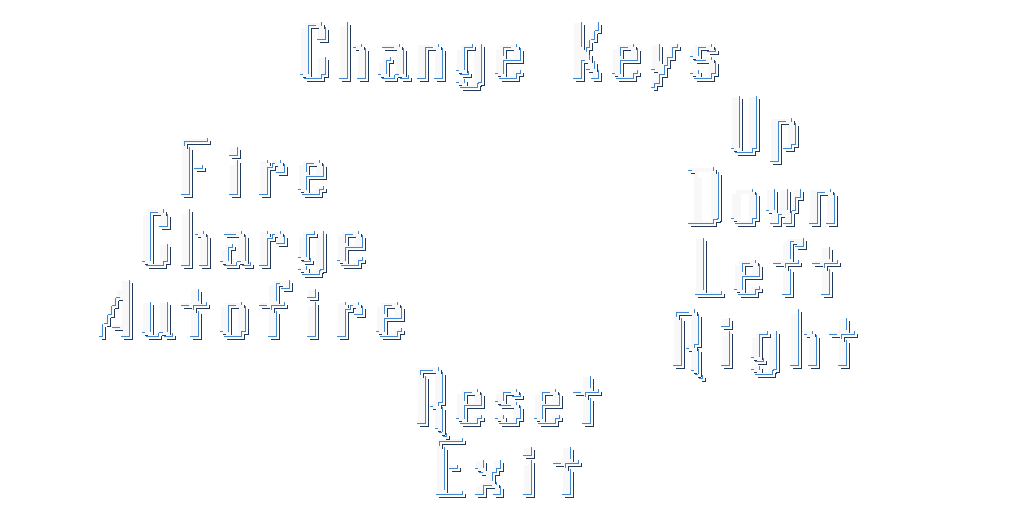 Change Keys
Fire
Charge
Autofire
Up
Down
Left
Right
Reset
Exit